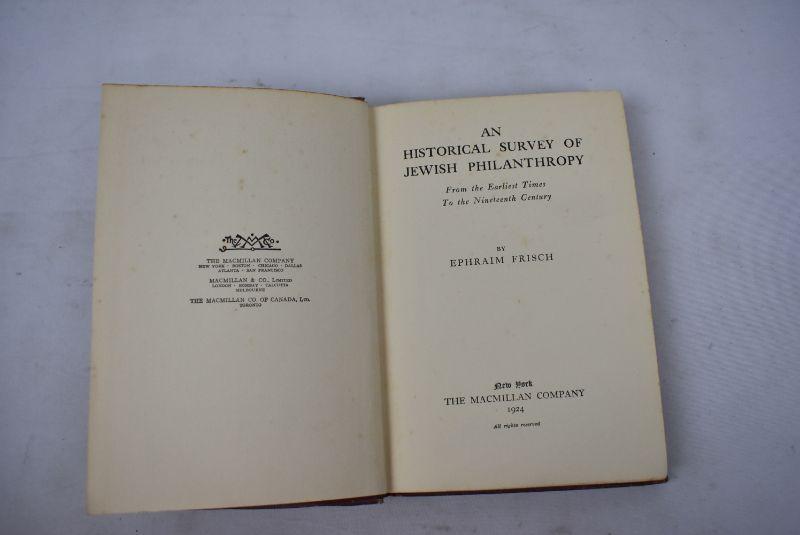 The M Co.
THE MACMILLAN COMPANY
NEW YORK · BOSTON · CHICAGO · DALLAS
ATLANTA · SAN FRANCISCO
MACMILLAN & CO., LIMITED
LONDON · BOMBAY · CALCUTTA
MELBOURNE
THE MACMILLAN CO. OF CANADA, LTD.
TORONTO
AN
HISTORICAL SURVEY OF
JEWISH PHILANTHROPY
From the Earliest Times
To the Nineteenth Century
BY
EPHRAIM FRISCH
New York
THE MACMILLAN COMPANY
1924
All rights reserved